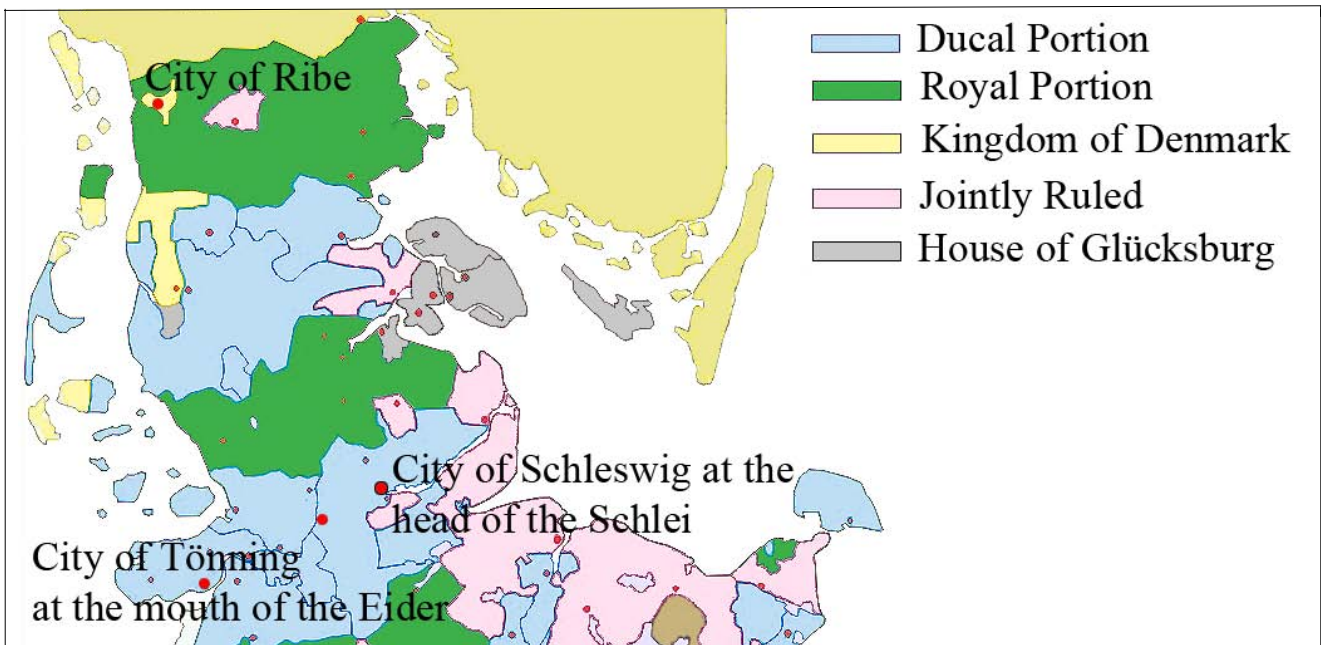 Ducal Portion
Royal Portion
Kingdom of Denmark
Jointly Ruled
House of Glücksburg
City of Ribe
City of Schleswig at the
head of the Schlei
City of Tönning
at the mouth of the Eider